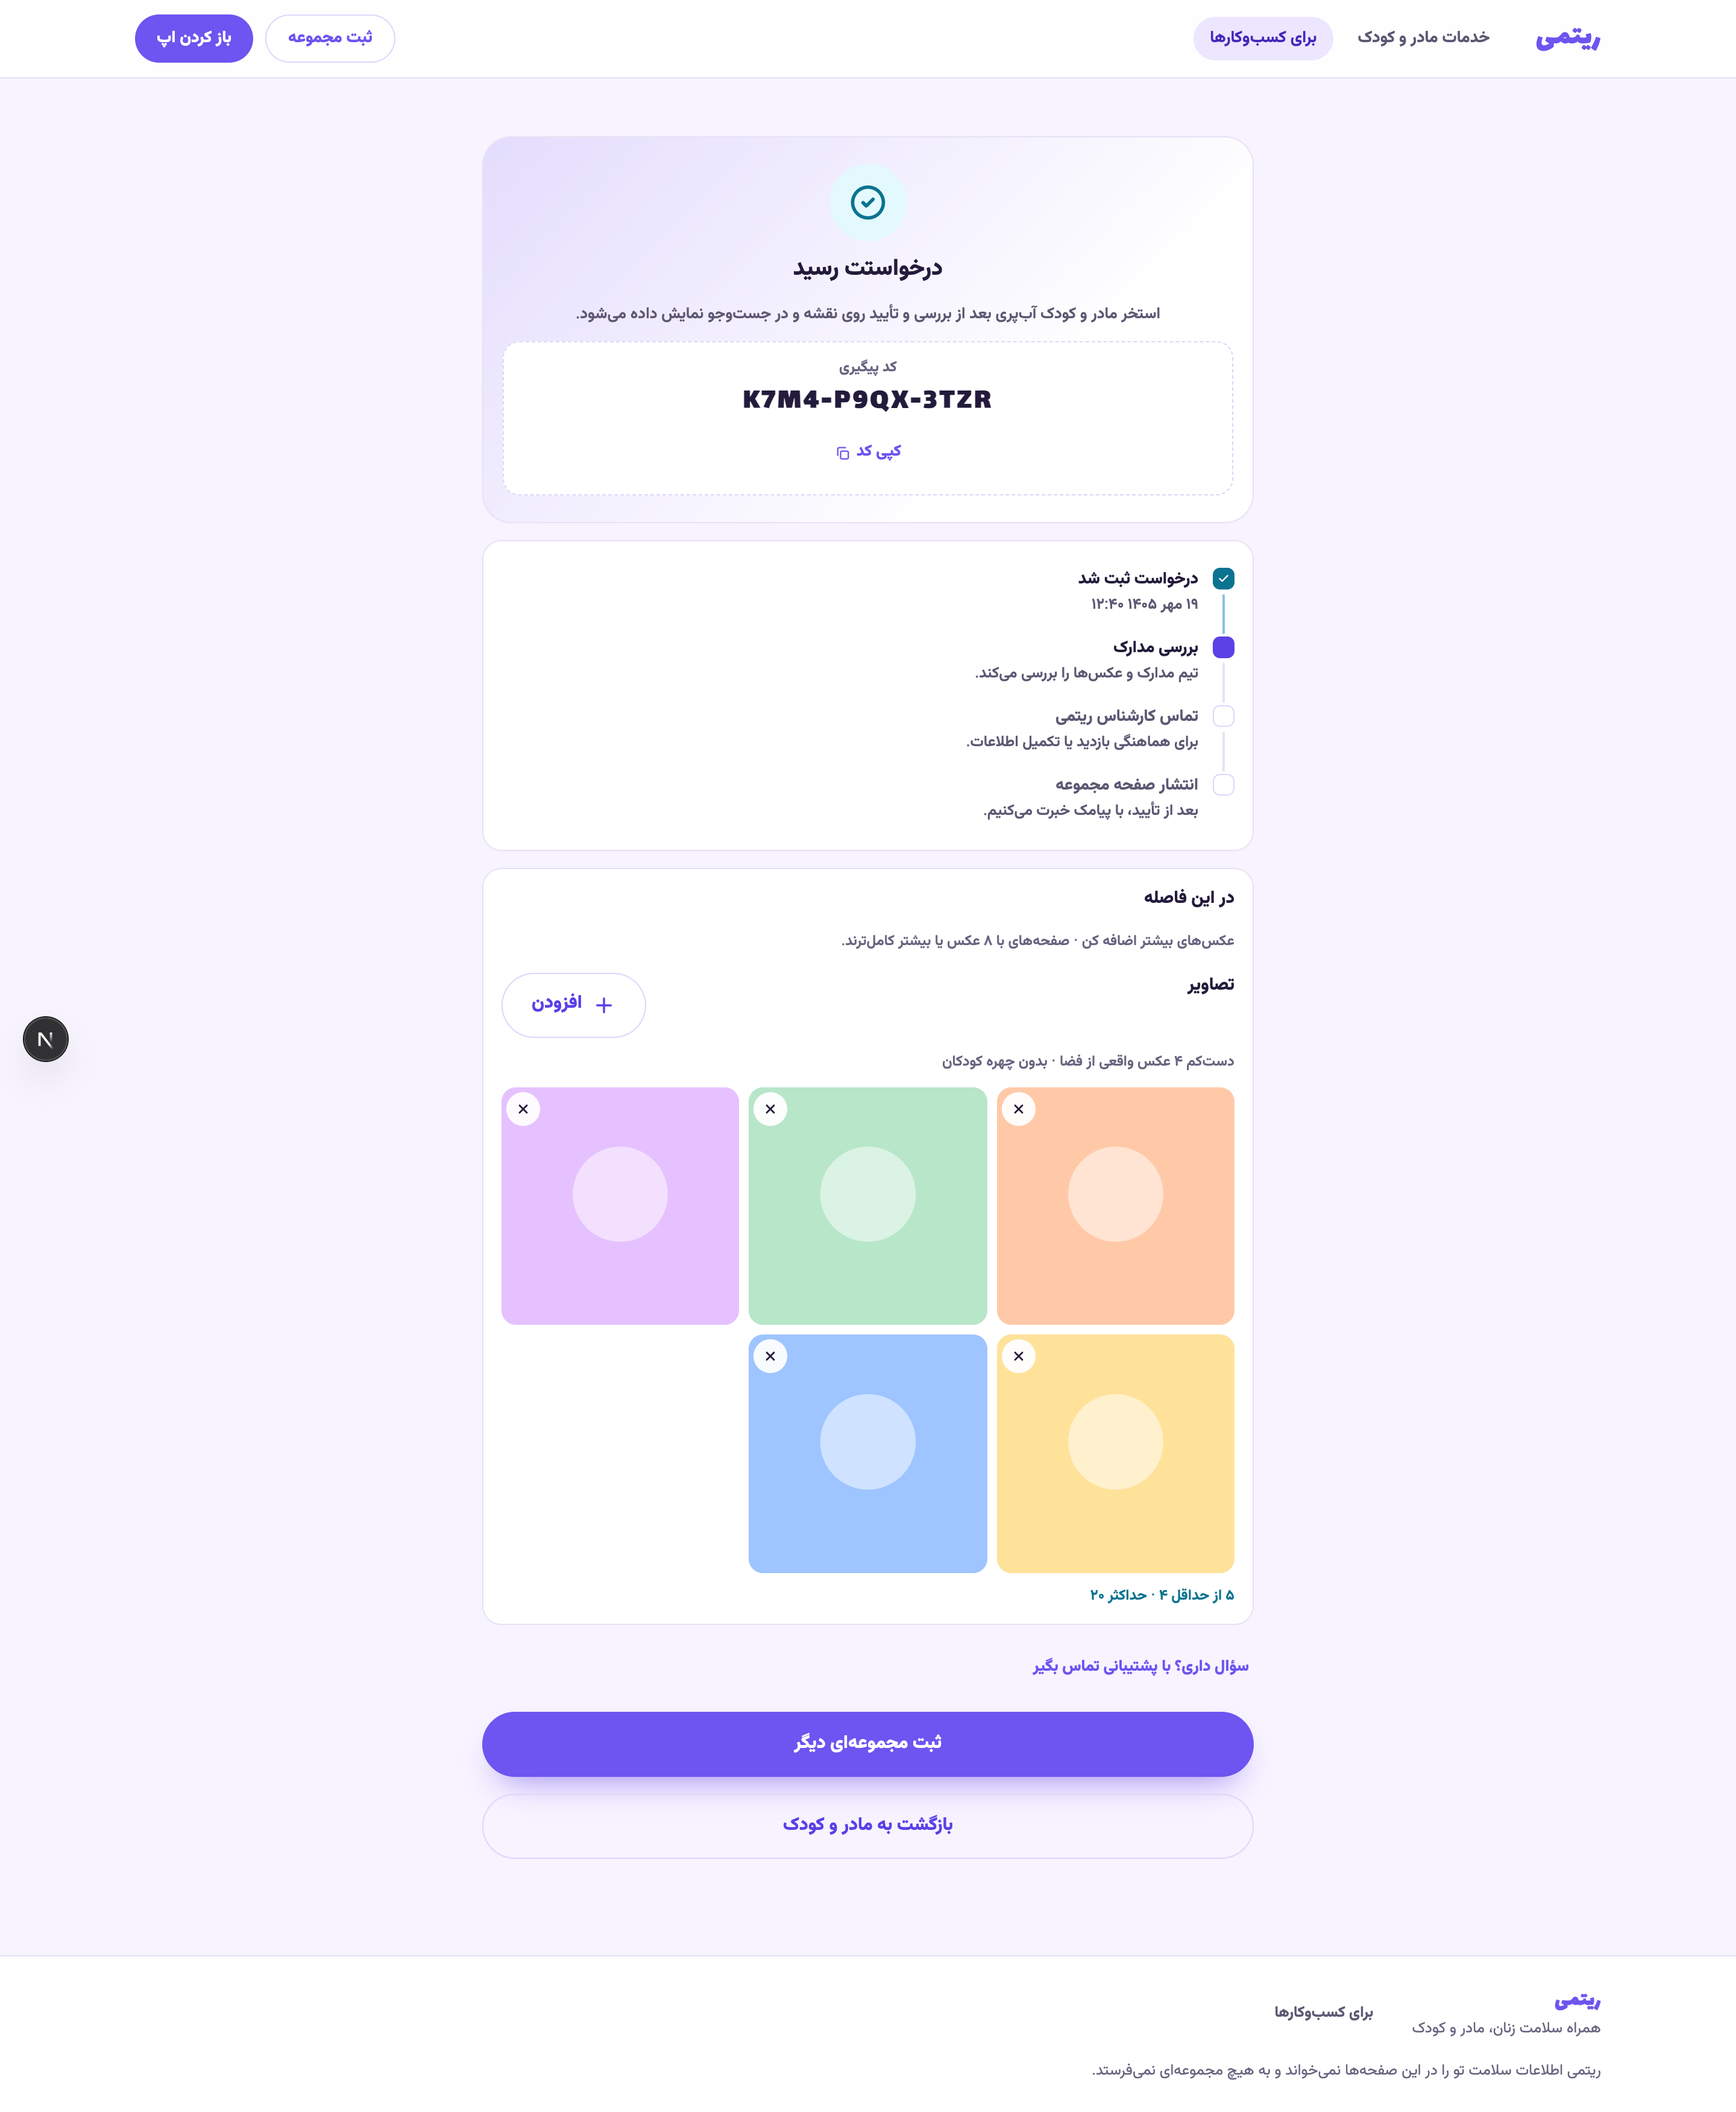 ریتمی
خدمات مادر و کودک
برای کسب‌وکارها
ثبت مجموعه
باز کردن اپ
درخواستت رسید
استخر مادر و کودک آب‌پری بعد از بررسی و تأیید روی نقشه و در جست‌وجو نمایش داده می‌شود.
کد پیگیری
K7M4-P9QX-3TZR
کپی کد
درخواست ثبت شد
۱۹ مهر ۱۴۰۵ ۱۲:۴۰
بررسی مدارک
تیم مدارک و عکس‌ها را بررسی می‌کند.
تماس کارشناس ریتمی
برای هماهنگی بازدید یا تکمیل اطلاعات.
انتشار صفحه مجموعه
بعد از تأیید، با پیامک خبرت می‌کنیم.
در این فاصله
عکس‌های بیشتر اضافه کن · صفحه‌های با ۸ عکس یا بیشتر کامل‌ترند.
تصاویر
افزودن
دست‌کم ۴ عکس واقعی از فضا · بدون چهره کودکان
۵ از حداقل ۴ · حداکثر ۲۰
سؤال داری؟ با پشتیبانی تماس بگیر
ثبت مجموعه‌ای دیگر
بازگشت به مادر و کودک
ریتمی
همراه سلامت زنان، مادر و کودک
برای کسب‌وکارها
ریتمی اطلاعات سلامت تو را در این صفحه‌ها نمی‌خواند و به هیچ مجموعه‌ای نمی‌فرستد.
N